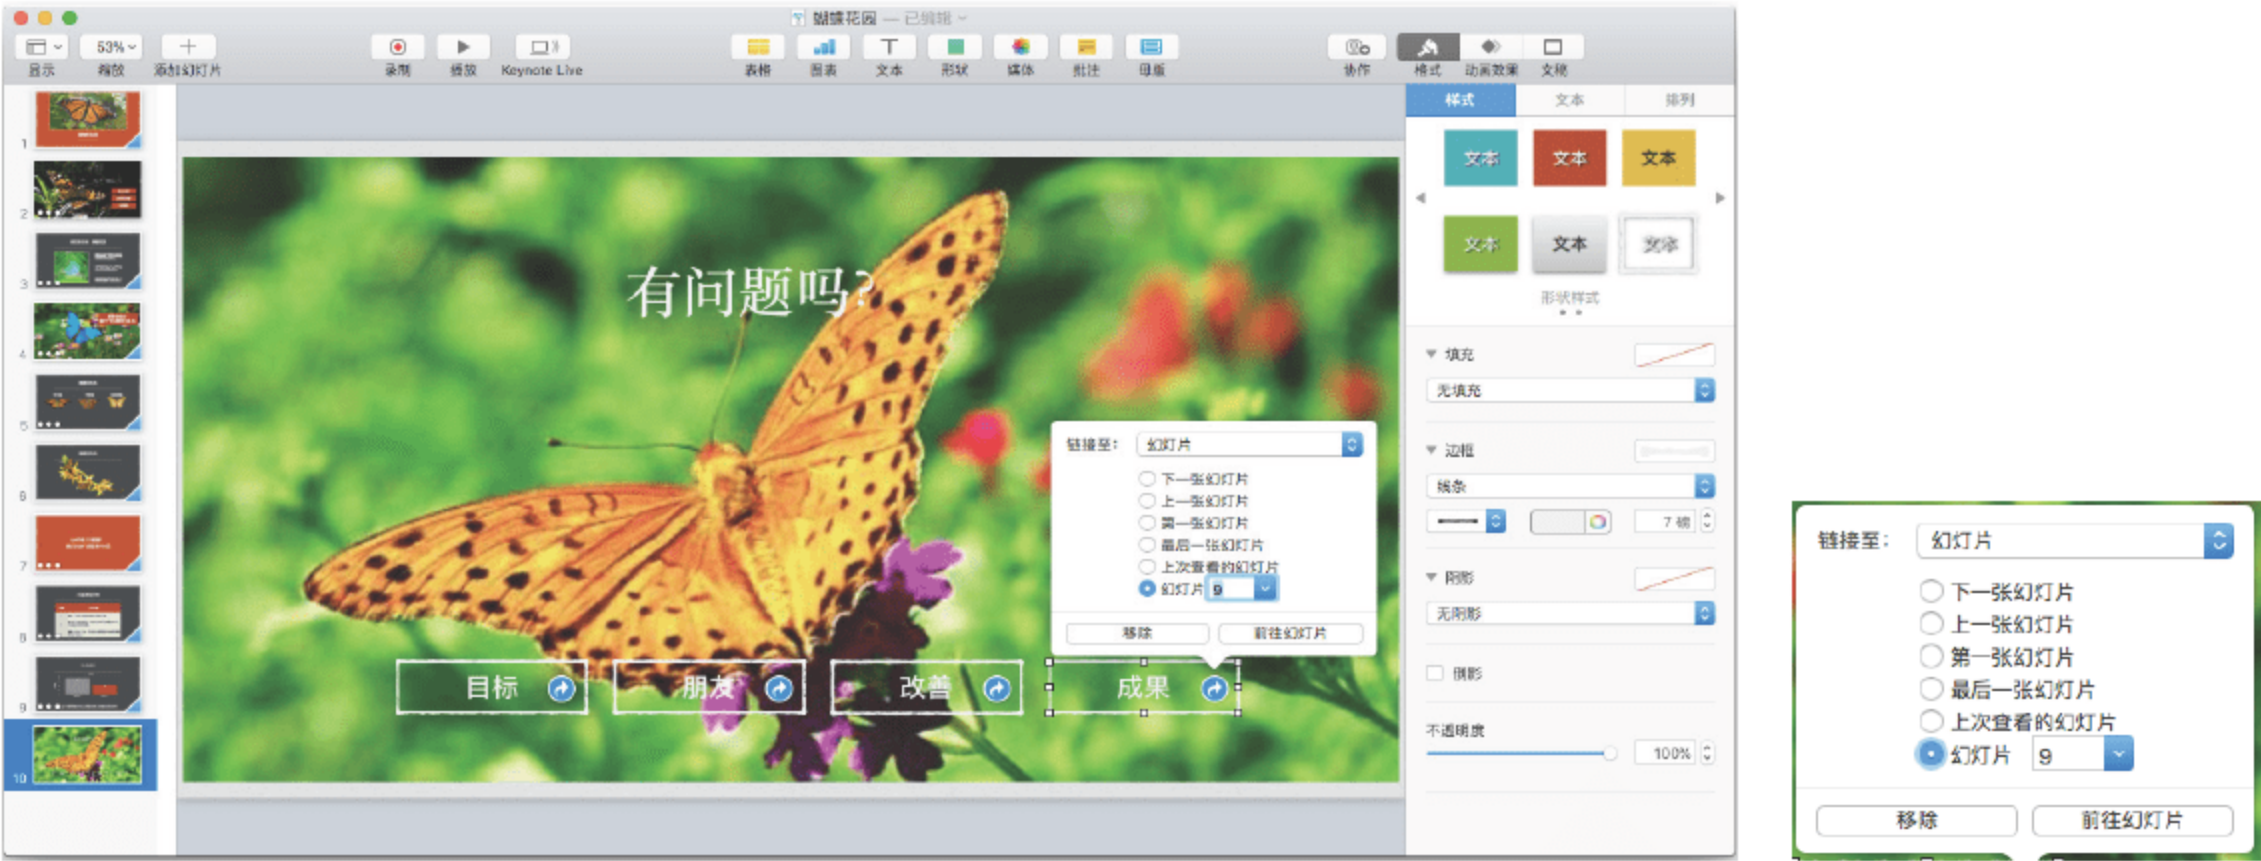 蝴蝶花园 — 已编辑
53%
显示 缩放 添加幻灯片 录制 播放 Keynote Live 表格 图表 文本 形状 媒体 批注 母版 协作 格式 动画效果 文稿
样式 文本 排列
1
2
3
4
5
6
7
8
9
10
有问题吗?
目标 朋友 改善 成果
链接至: 幻灯片
下一张幻灯片
上一张幻灯片
第一张幻灯片
最后一张幻灯片
上次查看的幻灯片
幻灯片 9
移除 前往幻灯片
文本 文本 文本
文本 文本 文本
形状样式
填充
无填充
边框
线条
7 磅
阴影
无阴影
倒影
不透明度
100%
链接至: 幻灯片
下一张幻灯片
上一张幻灯片
第一张幻灯片
最后一张幻灯片
上次查看的幻灯片
幻灯片 9
移除 前往幻灯片